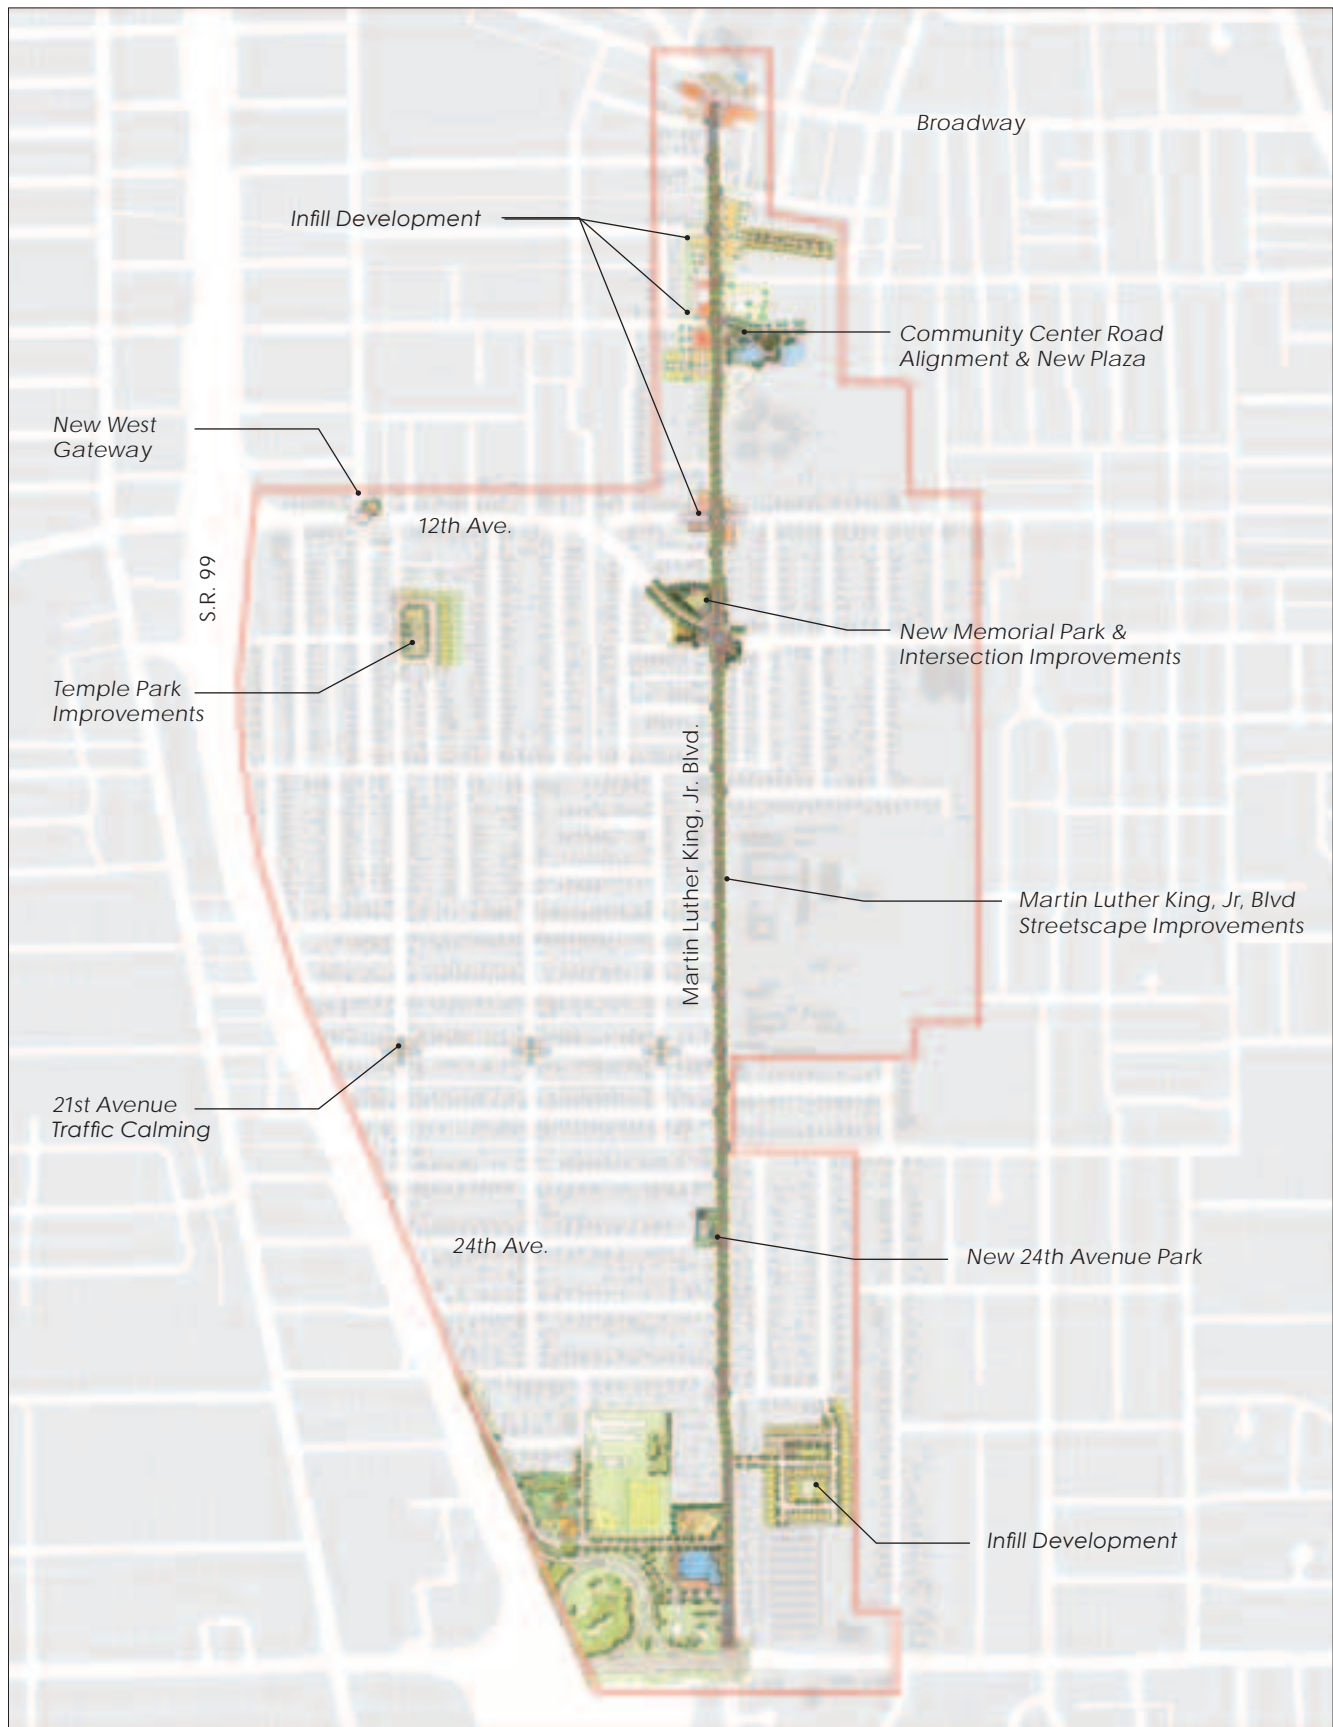 Broadway
Infill Development
Community Center Road
Alignment & New Plaza
New West
Gateway
12th Ave.
S.R. 99
New Memorial Park &
Intersection Improvements
Temple Park
Improvements
Martin Luther King, Jr. Blvd.
Martin Luther King, Jr, Blvd
Streetscape Improvements
21st Avenue
Traffic Calming
24th Ave.
New 24th Avenue Park
Infill Development